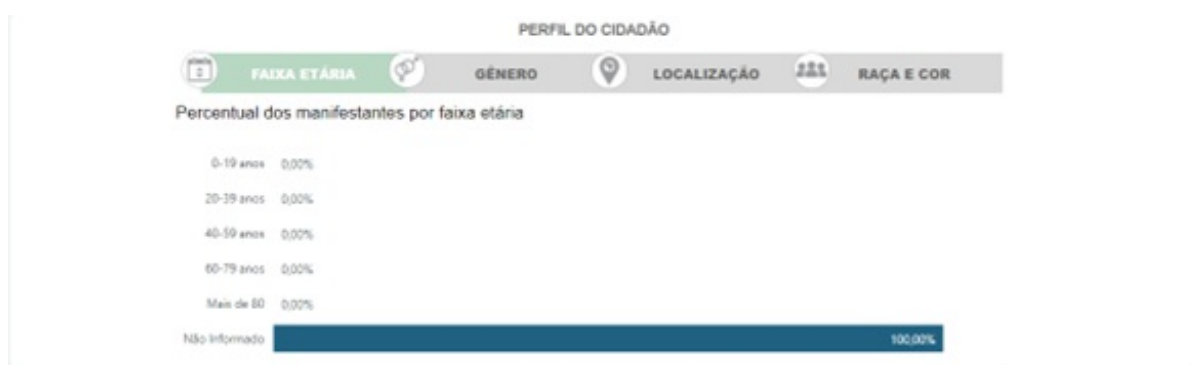 PERFIL DO CIDADÃO
FAIXA ETÁRIA GÊNERO LOCALIZAÇÃO RAÇA E COR
Percentual dos manifestantes por faixa etária
0-19 anos 0,00%
20-39 anos 0,00%
40-59 anos 0,00%
60-79 anos 0,00%
Mais de 80 0,00%
Não Informado 100,00%